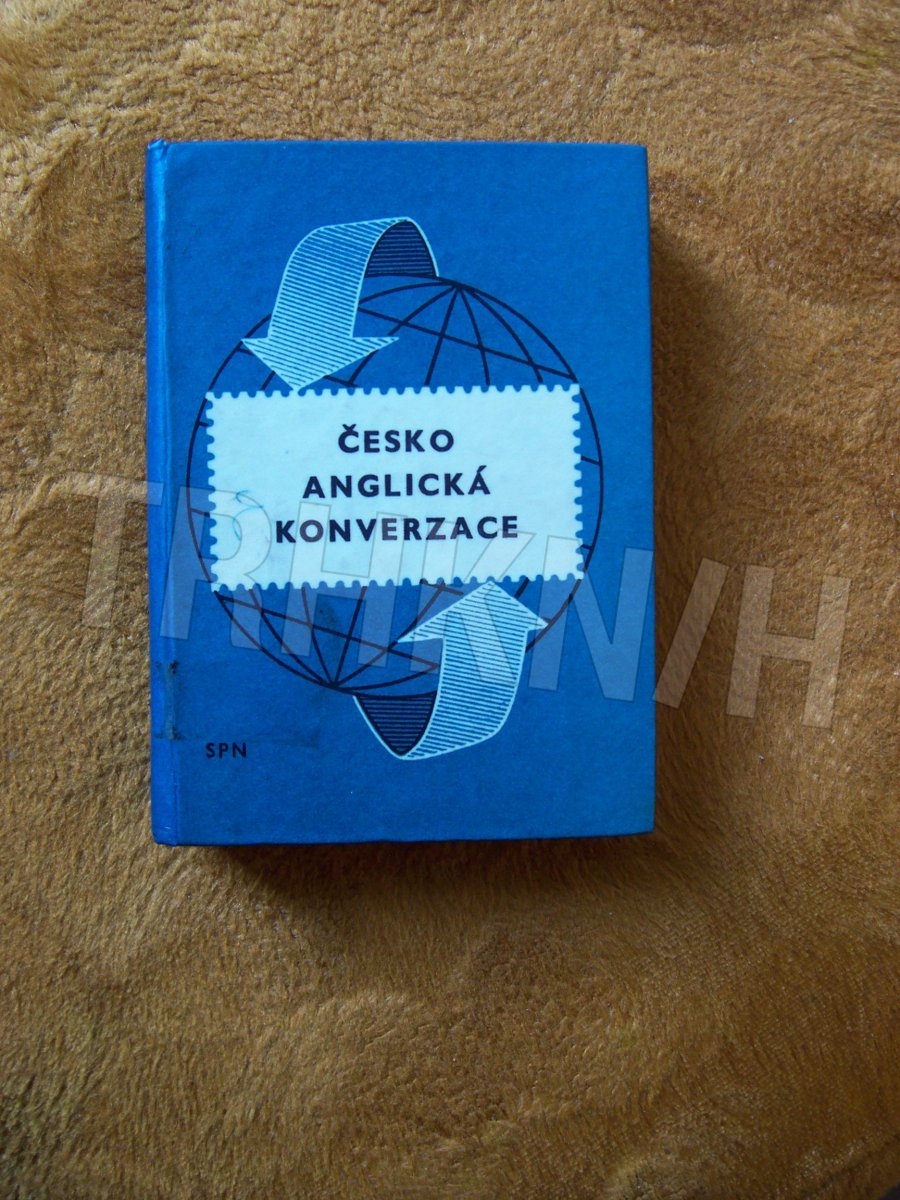 ČESKO
ANGLICKÁ
KONVERZACE
TRHKNIH
SPN